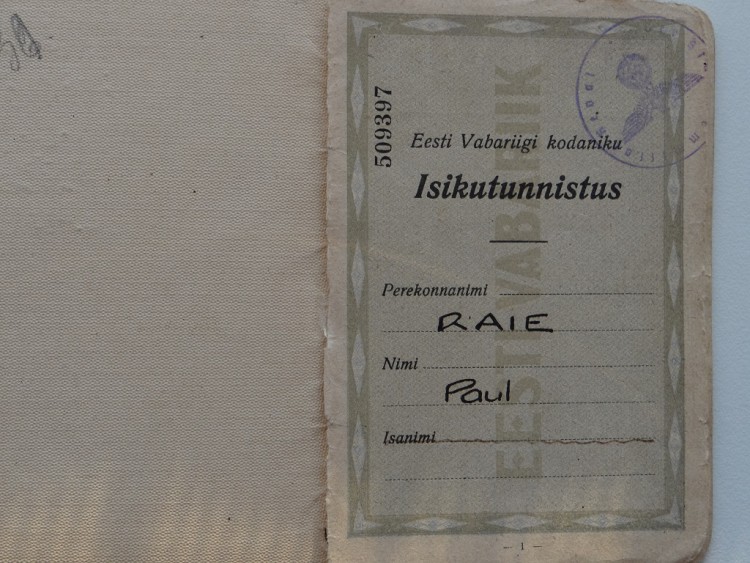 509397
Eesti Vabariigi kodaniku
Isikutunnistus
EESTI VABARIIK
Perekonnanimi
RAIE
Nimi
Paul
Isanimi
- 1 -